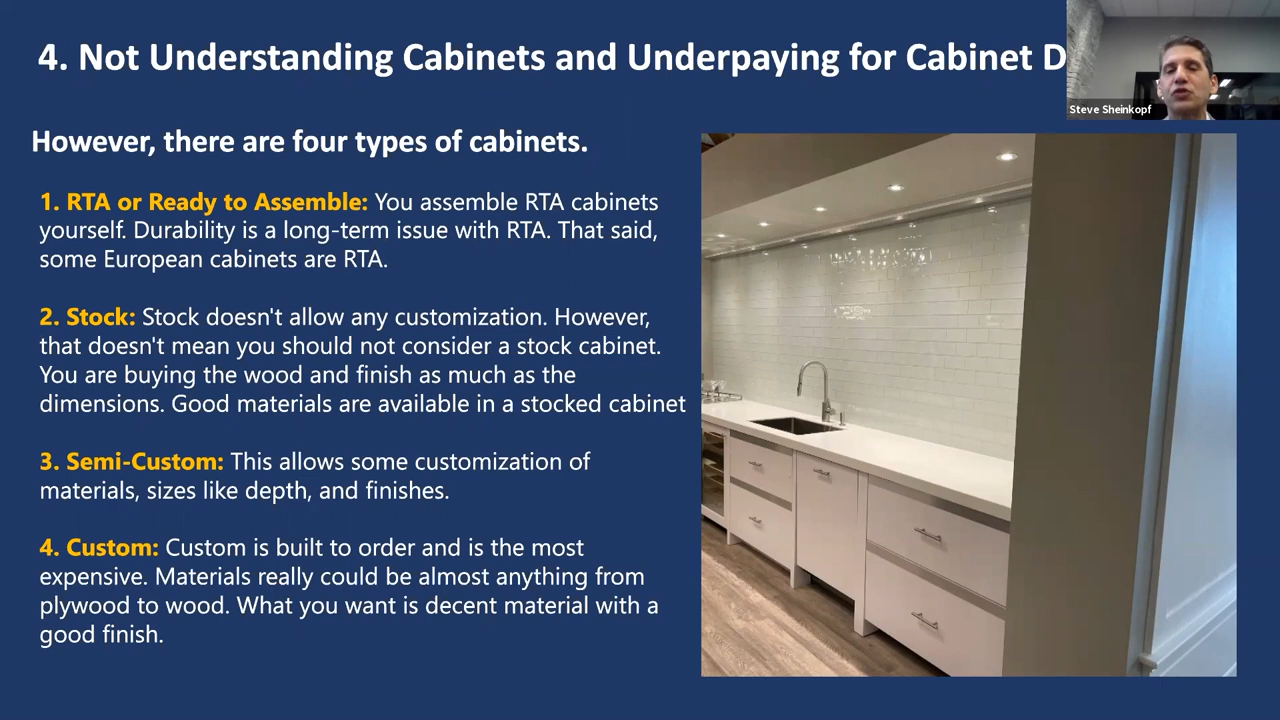 4. Not Understanding Cabinets and Underpaying for Cabinet D
Steve Sheinkopf
However, there are four types of cabinets.
1. RTA or Ready to Assemble: You assemble RTA cabinets
yourself. Durability is a long-term issue with RTA. That said,
some European cabinets are RTA.
2. Stock: Stock doesn't allow any customization. However,
that doesn't mean you should not consider a stock cabinet.
You are buying the wood and finish as much as the
dimensions. Good materials are available in a stocked cabinet
3. Semi-Custom: This allows some customization of
materials, sizes like depth, and finishes.
4. Custom: Custom is built to order and is the most
expensive. Materials really could be almost anything from
plywood to wood. What you want is decent material with a
good finish.